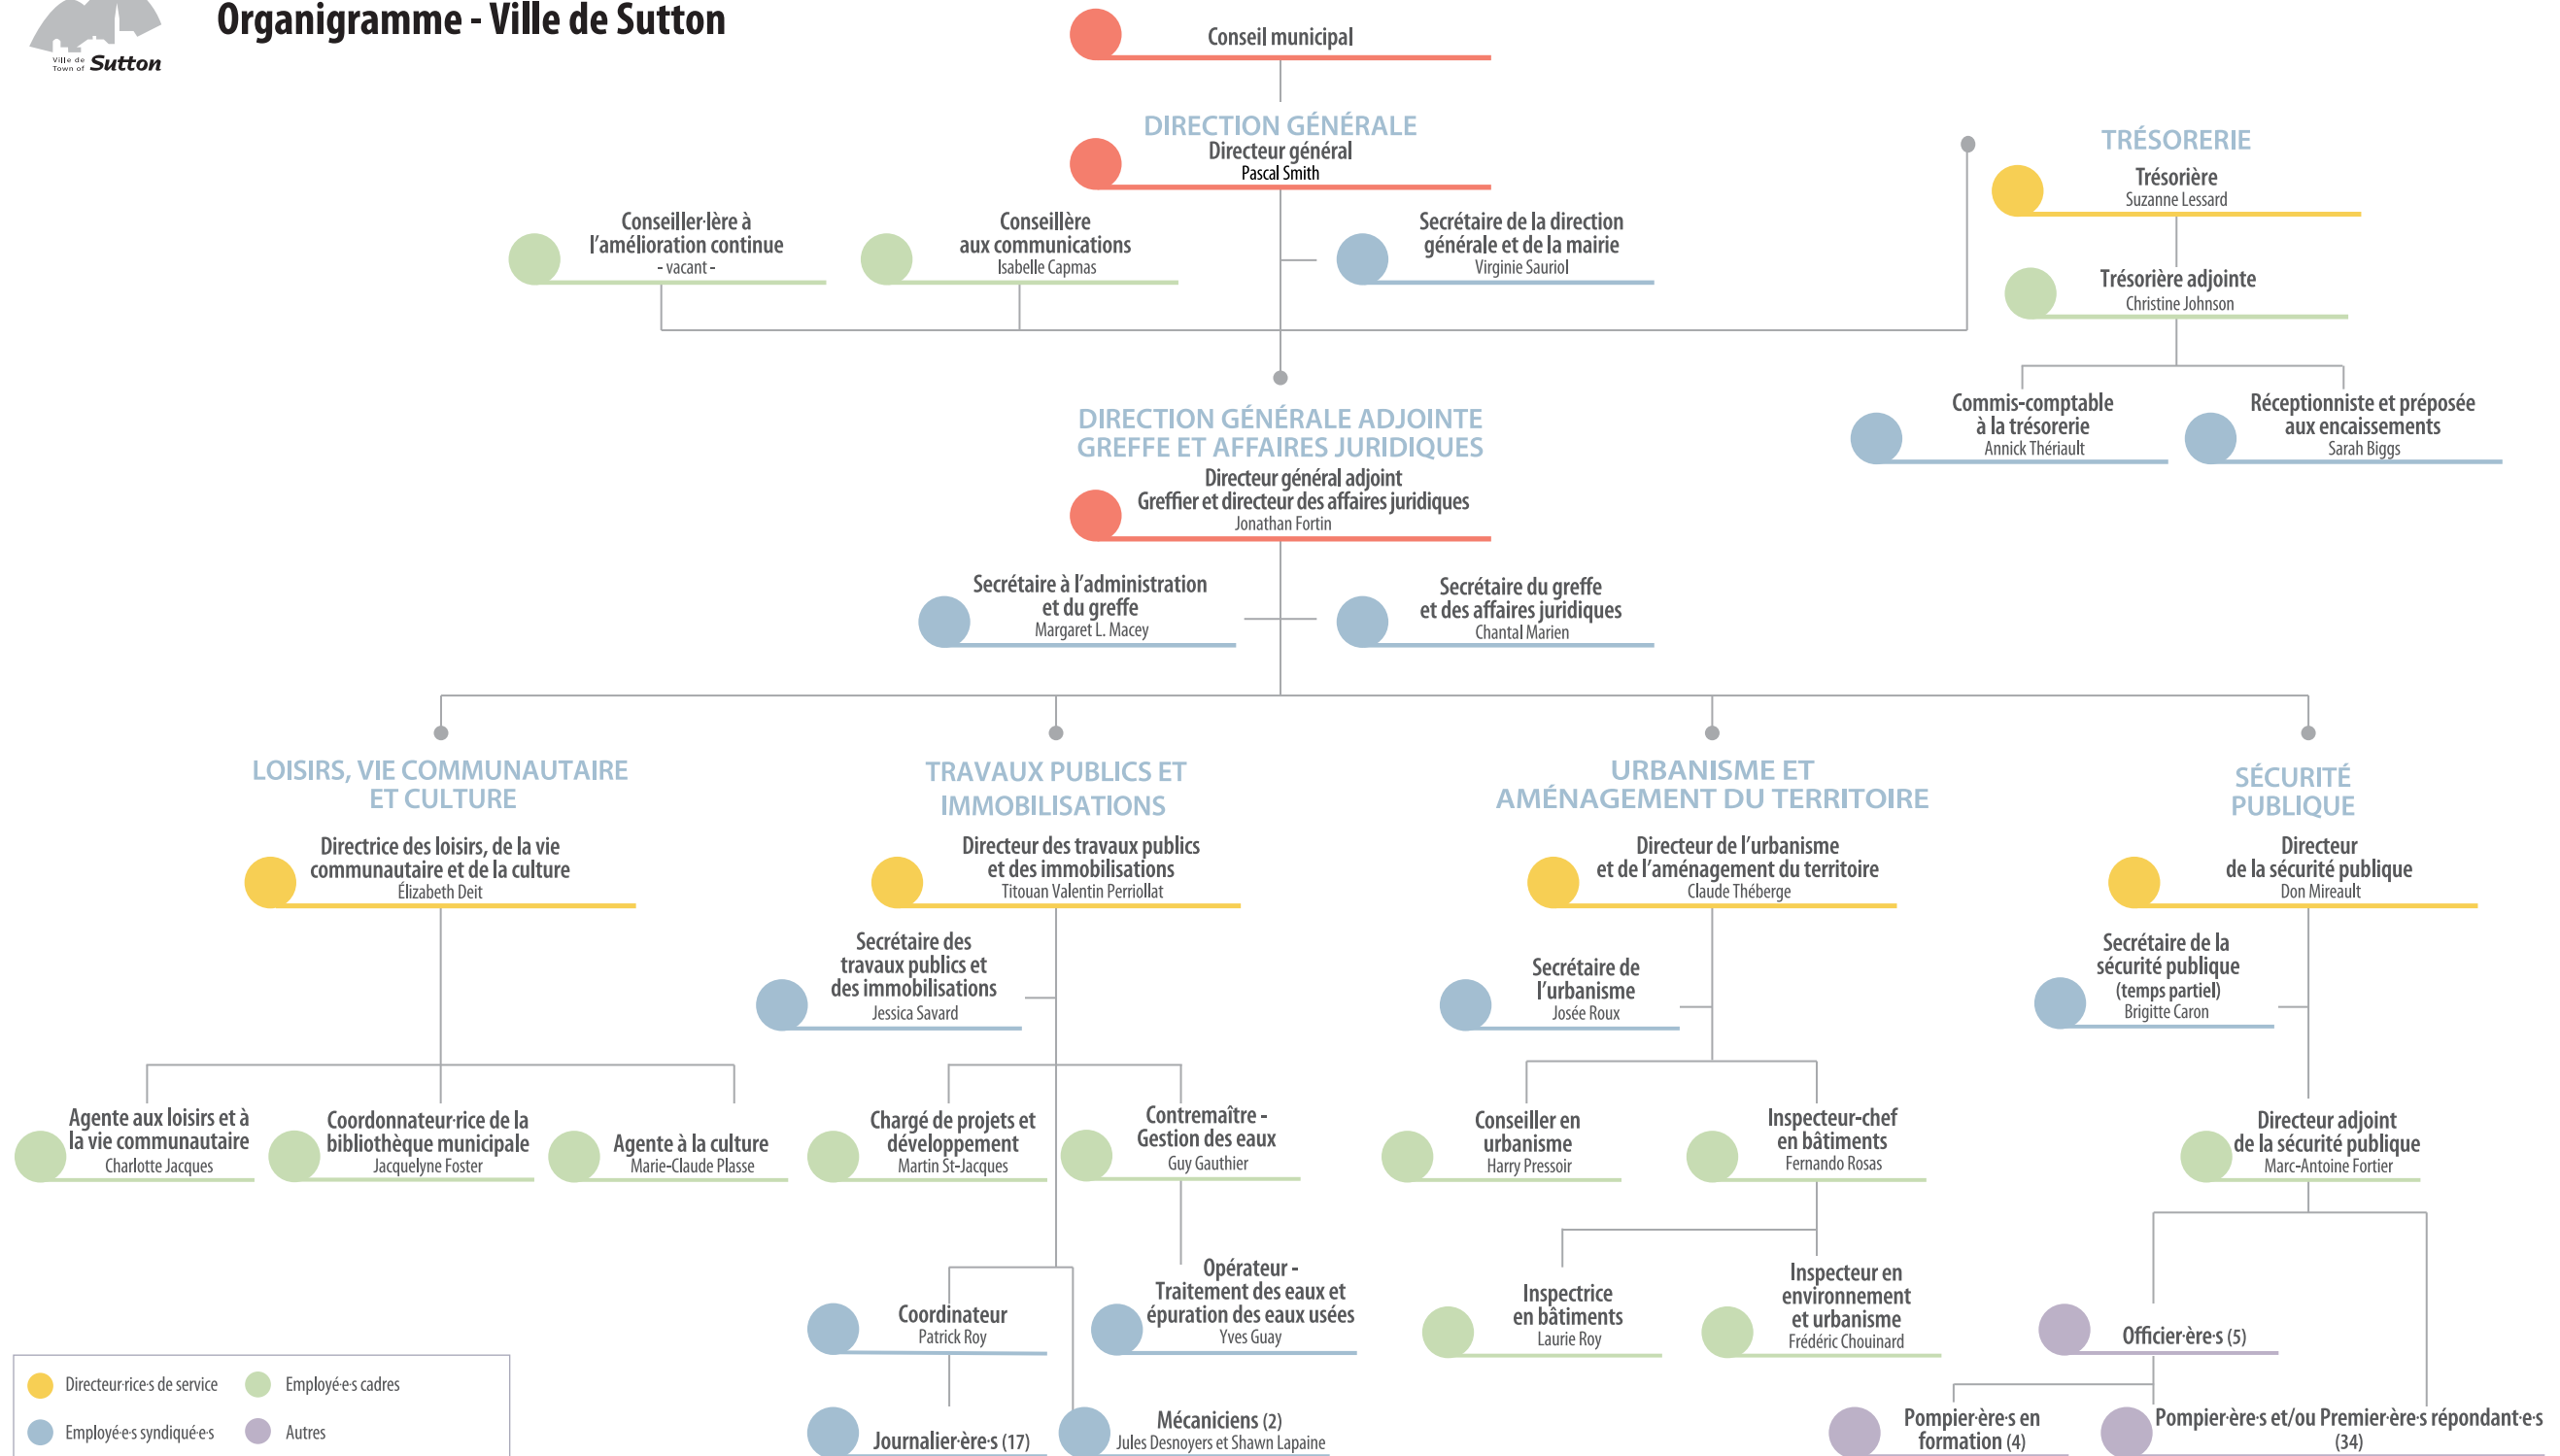 Organigramme - Ville de Sutton
Ville de
Town of Sutton
Conseil municipal
DIRECTION GÉNÉRALE
Directeur général
Pascal Smith
Conseiller·lère à
l'amélioration continue
- vacant -
Conseillère
aux communications
Isabelle Capmas
Secrétaire de la direction
générale et de la mairie
Virginie Sauriol
TRÉSORERIE
Trésorière
Suzanne Lessard
Trésorière adjointe
Christine Johnson
Commis-comptable
à la trésorerie
Annick Thériault
Réceptionniste et préposée
aux encaissements
Sarah Biggs
DIRECTION GÉNÉRALE ADJOINTE
GREFFE ET AFFAIRES JURIDIQUES
Directeur général adjoint
Greffier et directeur des affaires juridiques
Jonathan Fortin
Secrétaire à l'administration
et du greffe
Margaret L. Macey
Secrétaire du greffe
et des affaires juridiques
Chantal Marien
LOISIRS, VIE COMMUNAUTAIRE
ET CULTURE
Directrice des loisirs, de la vie
communautaire et de la culture
Élizabeth Deit
Agente aux loisirs et à
la vie communautaire
Charlotte Jacques
Coordonnateur·rice de la
bibliothèque municipale
Jacquelyne Foster
Agente à la culture
Marie-Claude Plasse
TRAVAUX PUBLICS ET
IMMOBILISATIONS
Directeur des travaux publics
et des immobilisations
Titouan Valentin Perriollat
Secrétaire des
travaux publics et
des immobilisations
Jessica Savard
Chargé de projets et
développement
Martin St-Jacques
Contremaître -
Gestion des eaux
Guy Gauthier
Coordinateur
Patrick Roy
Opérateur -
Traitement des eaux et
épuration des eaux usées
Yves Guay
Journalier·ère·s (17)
Mécaniciens (2)
Jules Desnoyers et Shawn Lapaine
URBANISME ET
AMÉNAGEMENT DU TERRITOIRE
Directeur de l'urbanisme
et de l'aménagement du territoire
Claude Théberge
Secrétaire de
l'urbanisme
Josée Roux
Conseiller en
urbanisme
Harry Pressoir
Inspecteur-chef
en bâtiments
Fernando Rosas
Inspectrice
en bâtiments
Laurie Roy
Inspecteur en
environnement
et urbanisme
Frédéric Chouinard
SÉCURITÉ
PUBLIQUE
Directeur
de la sécurité publique
Don Mireault
Secrétaire de la
sécurité publique
(temps partiel)
Brigitte Caron
Directeur adjoint
de la sécurité publique
Marc-Antoine Fortier
Officier·ère·s (5)
Pompier·ère·s en
formation (4)
Pompier·ère·s et/ou Premier·ère·s répondant·e·s
(34)
Directeur·rice·s de service
Employé·e·s cadres
Employé·e·s syndiqué·e·s
Autres